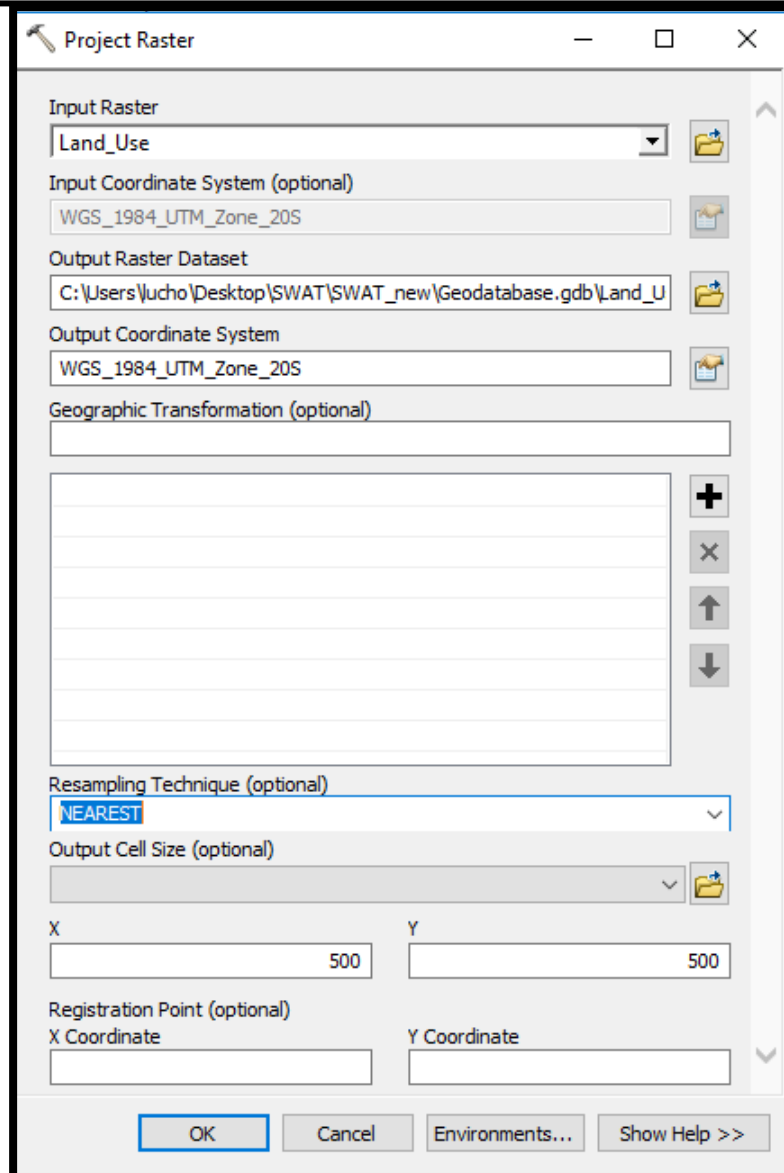 Project Raster
Input Raster
Land_Use
Input Coordinate System (optional)
WGS_1984_UTM_Zone_20S
Output Raster Dataset
C:\Users\lucho\Desktop\SWAT\SWAT_new\Geodatabase.gdb\Land_U
Output Coordinate System
WGS_1984_UTM_Zone_20S
Geographic Transformation (optional)
Resampling Technique (optional)
NEAREST
Output Cell Size (optional)
X Y
500 500
Registration Point (optional)
X Coordinate Y Coordinate
OK Cancel Environments... Show Help >>